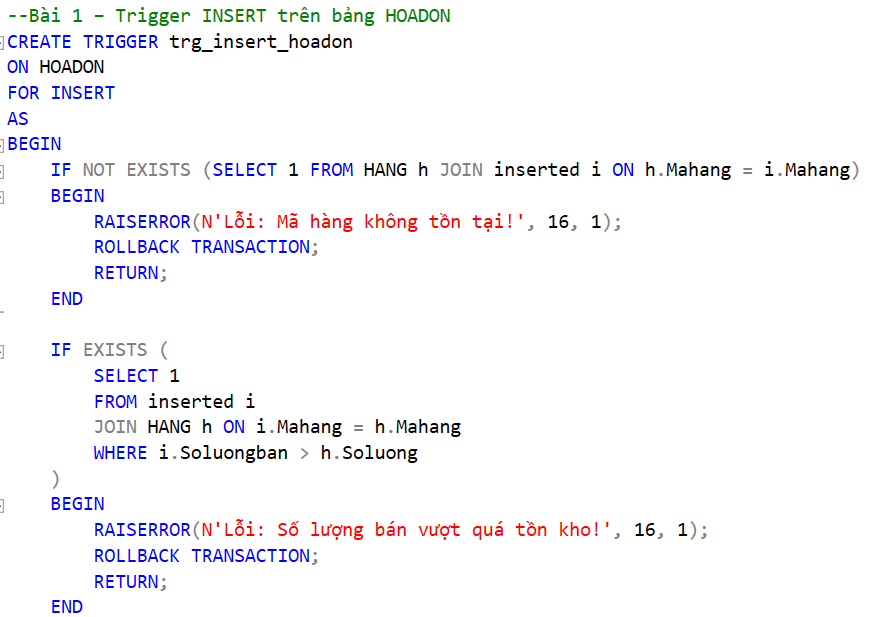 --Bài 1 – Trigger INSERT trên bảng HOADON
CREATE TRIGGER trg_insert_hoadon
ON HOADON
FOR INSERT
AS
BEGIN
    IF NOT EXISTS (SELECT 1 FROM HANG h JOIN inserted i ON h.Mahang = i.Mahang)
    BEGIN
        RAISERROR(N'Lỗi: Mã hàng không tồn tại!', 16, 1);
        ROLLBACK TRANSACTION;
        RETURN;
    END
    IF EXISTS (
        SELECT 1
        FROM inserted i
        JOIN HANG h ON i.Mahang = h.Mahang
        WHERE i.Soluongban > h.Soluong
    )
    BEGIN
        RAISERROR(N'Lỗi: Số lượng bán vượt quá tồn kho!', 16, 1);
        ROLLBACK TRANSACTION;
        RETURN;
    END